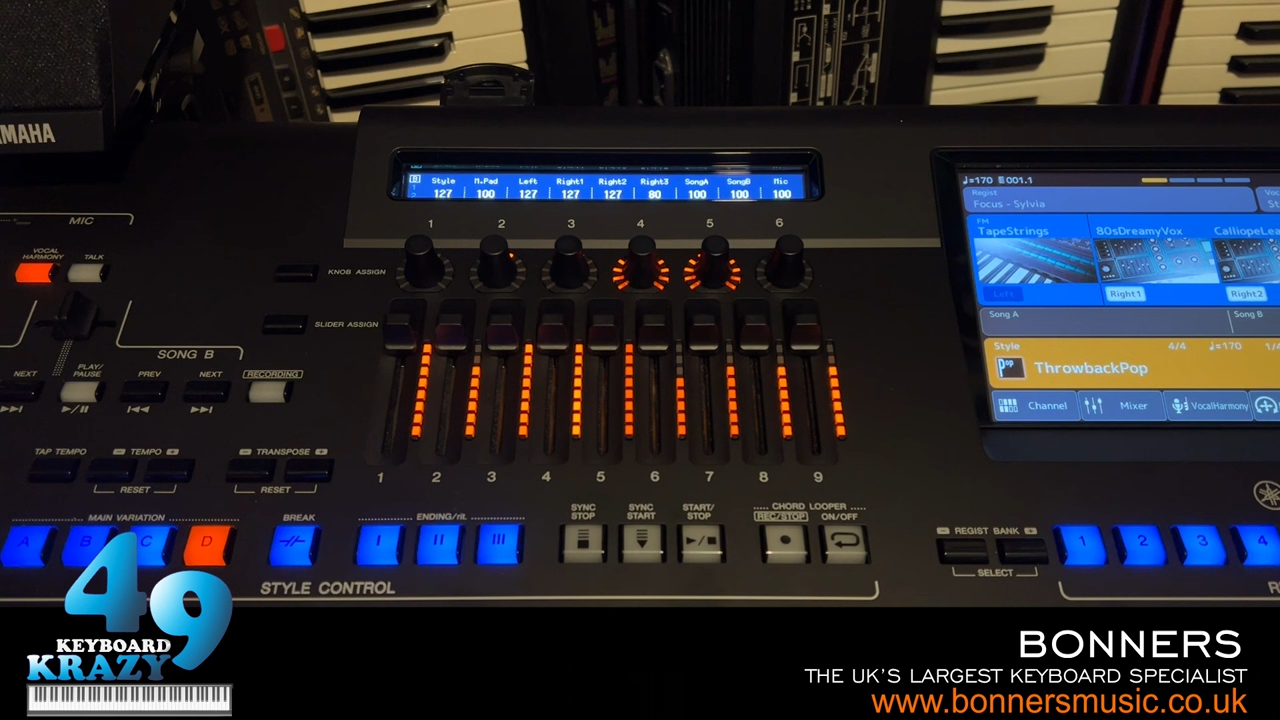 YAMAHA
Style M.Pad Left Right1 Right2 Right3 SongA SongB Mic
127 100 127 127 127 80 100 100 100
1 2 3 4 5 6
♩=170 001.1
Regist
Focus - Sylvia
FM
TapeStrings 80sDreamyVox CalliopeLea
Left Right1 Right2
Song A Song B
Style 4/4 ♩=170 1/4
Pop ThrowbackPop
Channel Mixer VocalHarmony
MIC
VOCAL HARMONY TALK
KNOB ASSIGN
SLIDER ASSIGN
SONG B
NEXT PLAY/PAUSE PREV NEXT RECORDING
TAP TEMPO - TEMPO + - TRANSPOSE +
RESET RESET
1 2 3 4 5 6 7 8 9
MAIN VARIATION BREAK ENDING/rit.
A B C D I II III
SYNC STOP SYNC START START/STOP
CHORD LOOPER
REC/STOP ON/OFF
STYLE CONTROL
- REGIST BANK +
SELECT
1 2 3 4
49
KEYBOARD
KRAZY
BONNERS
THE UK'S LARGEST KEYBOARD SPECIALIST
www.bonnersmusic.co.uk